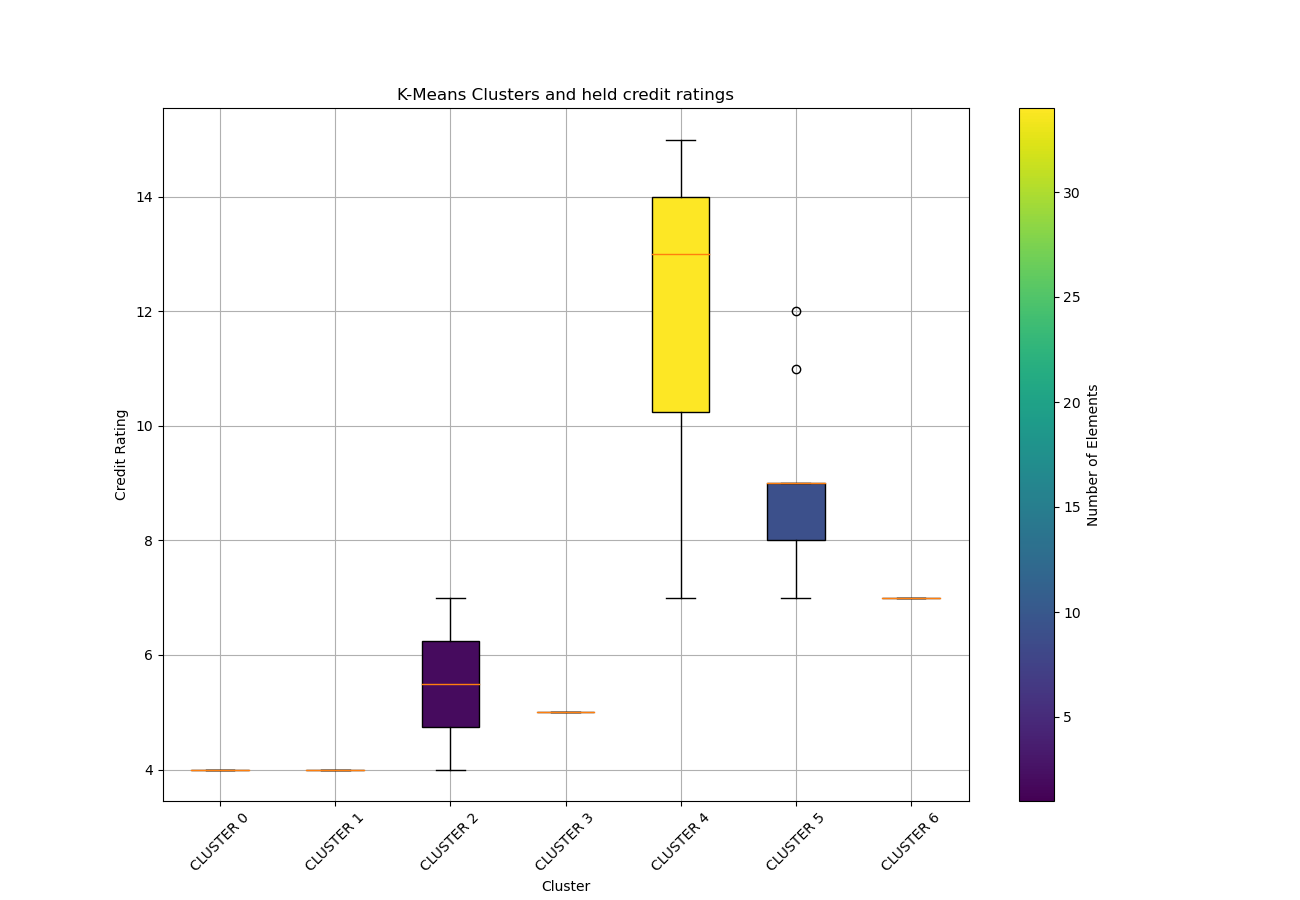 K-Means Clusters and held credit ratings
Credit Rating
14
12
10
8
6
4
CLUSTER 0
CLUSTER 1
CLUSTER 2
CLUSTER 3
CLUSTER 4
CLUSTER 5
CLUSTER 6
Cluster
30
25
20
15
10
5
Number of Elements